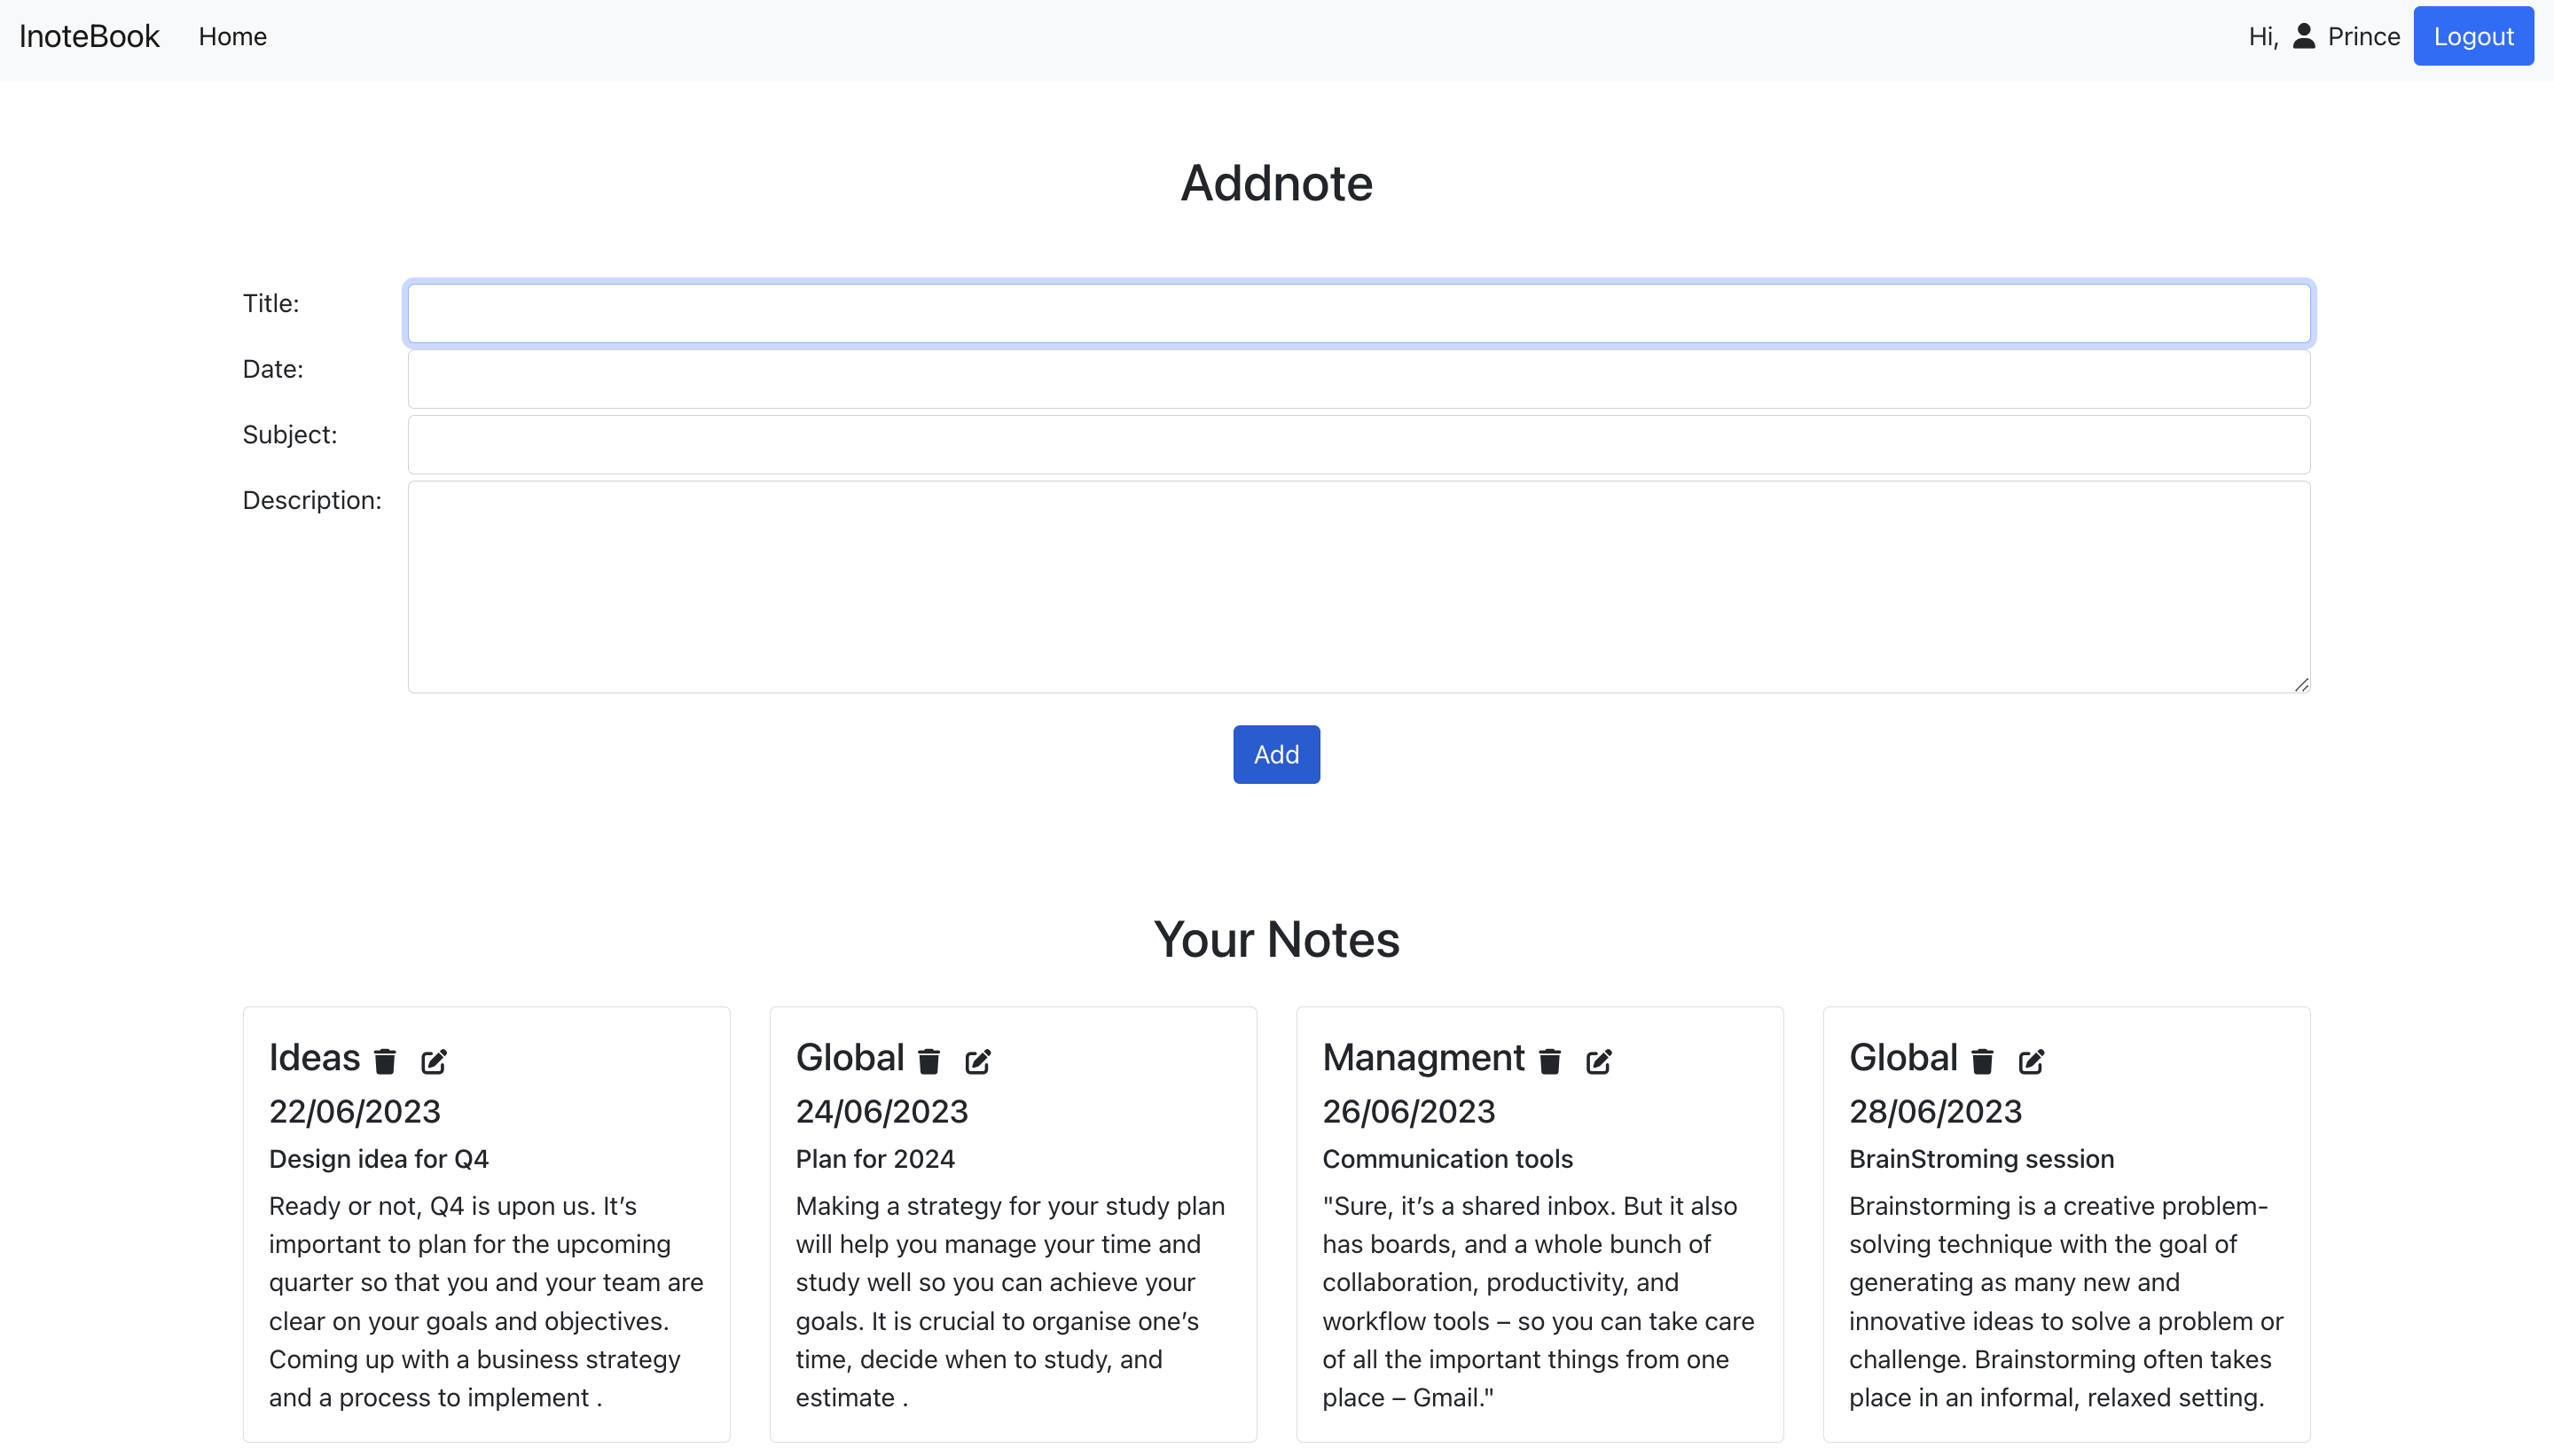 InoteBook Home Hi, Prince Logout
Addnote
Title:
Date:
Subject:
Description:
Add
Your Notes
Ideas
22/06/2023
Design idea for Q4
Ready or not, Q4 is upon us. It’s
important to plan for the upcoming
quarter so that you and your team are
clear on your goals and objectives.
Coming up with a business strategy
and a process to implement .
Global
24/06/2023
Plan for 2024
Making a strategy for your study plan
will help you manage your time and
study well so you can achieve your
goals. It is crucial to organise one’s
time, decide when to study, and
estimate .
Managment
26/06/2023
Communication tools
"Sure, it’s a shared inbox. But it also
has boards, and a whole bunch of
collaboration, productivity, and
workflow tools – so you can take care
of all the important things from one
place – Gmail."
Global
28/06/2023
BrainStroming session
Brainstorming is a creative problem-
solving technique with the goal of
generating as many new and
innovative ideas to solve a problem or
challenge. Brainstorming often takes
place in an informal, relaxed setting.